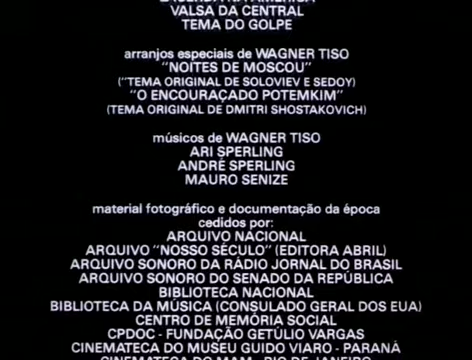 VALSA DA CENTRAL
TEMA DO GOLPE
arranjos especiais de WAGNER TISO
"NOITES DE MOSCOU"
("TEMA ORIGINAL DE SOLOVIEV E SEDOY)
"O ENCOURAÇADO POTEMKIM"
(TEMA ORIGINAL DE DMITRI SHOSTAKOVICH)
músicos de WAGNER TISO
ARI SPERLING
ANDRÉ SPERLING
MAURO SENIZE
material fotográfico e documentação da época
cedidos por:
ARQUIVO NACIONAL
ARQUIVO "NOSSO SÉCULO" (EDITORA ABRIL)
ARQUIVO SONORO DA RÁDIO JORNAL DO BRASIL
ARQUIVO SONORO DO SENADO DA REPÚBLICA
BIBLIOTECA NACIONAL
BIBLIOTECA DA MÚSICA (CONSULADO GERAL DOS EUA)
CENTRO DE MEMÓRIA SOCIAL
CPDOC - FUNDAÇÃO GETÚLIO VARGAS
CINEMATECA DO MUSEU GUIDO VIARO - PARANÁ
CINEMATECA DO MAM - RIO DE JANEIRO